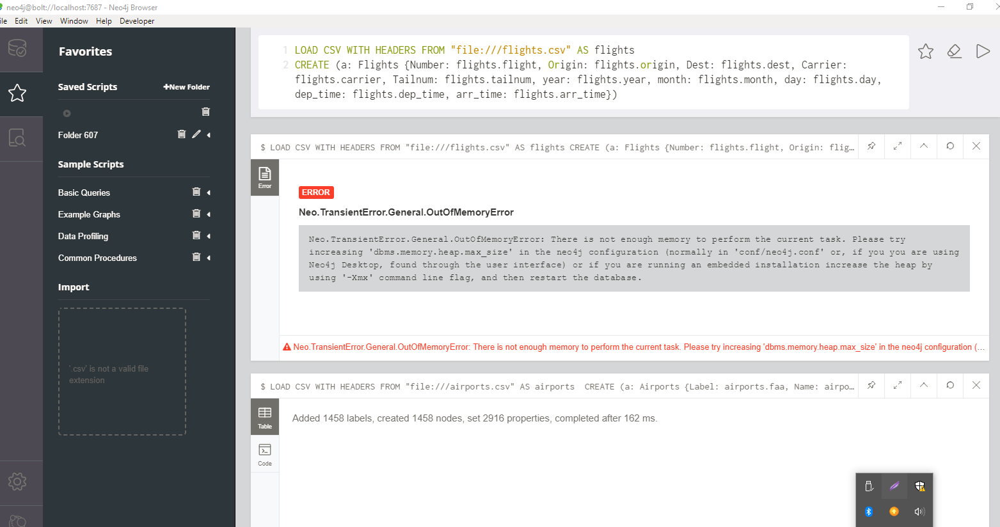 neo4j@bolt://localhost:7687 - Neo4j Browser
ile Edit View Window Help Developer
Favorites
Saved Scripts +New Folder
Folder 607
Sample Scripts
Basic Queries
Example Graphs
Data Profiling
Common Procedures
Import
'.csv' is not a valid file
extension
1 LOAD CSV WITH HEADERS FROM "file:///flights.csv" AS flights
2 CREATE (a: Flights {Number: flights.flight, Origin: flights.origin, Dest: flights.dest, Carrier:
flights.carrier, Tailnum: flights.tailnum, year: flights.year, month: flights.month, day: flights.day,
dep_time: flights.dep_time, arr_time: flights.arr_time})
$ LOAD CSV WITH HEADERS FROM "file:///flights.csv" AS flights CREATE (a: Flights {Number: flights.flight, Origin: flig…
Error
ERROR
Neo.TransientError.General.OutOfMemoryError
Neo.TransientError.General.OutOfMemoryError: There is not enough memory to perform the current task. Please try
increasing 'dbms.memory.heap.max_size' in the neo4j configuration (normally in 'conf/neo4j.conf' or, if you you are using
Neo4j Desktop, found through the user interface) or if you are running an embedded installation increase the heap by
using '-Xmx' command line flag, and then restart the database.
Neo.TransientError.General.OutOfMemoryError: There is not enough memory to perform the current task. Please try increasing 'dbms.memory.heap.max_size' in the neo4j configuration (…
$ LOAD CSV WITH HEADERS FROM "file:///airports.csv" AS airports  CREATE (a: Airports {Label: airports.faa, Name: airpo…
Table
Added 1458 labels, created 1458 nodes, set 2916 properties, completed after 162 ms.
Code